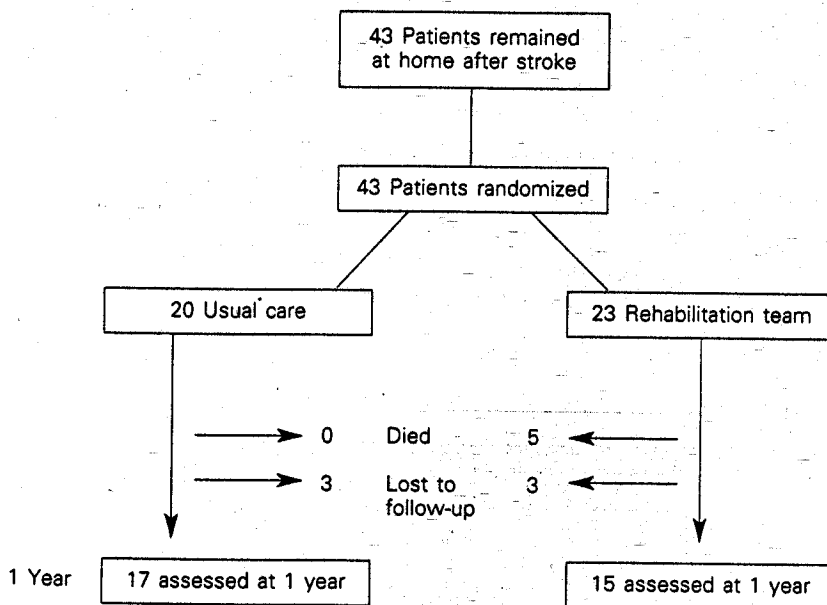 43 Patients remained
at home after stroke
43 Patients randomized
20 Usual care
23 Rehabilitation team
0 Died 5
3 Lost to follow-up 3
1 Year 17 assessed at 1 year 15 assessed at 1 year